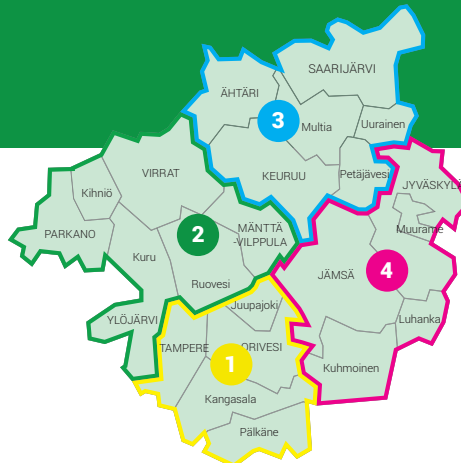 SAARIJÄRVI
ÄHTÄRI
3
Multia
Uurainen
VIRRAT
KEURUU
Petäjävesi
Kihniö
JYVÄSKYL
PARKANO
2
MÄNTTÄ
-VILPPULA
Muurame
Kuru
4
JÄMSÄ
Ruovesi
Juupajoki
YLÖJÄRVI
Luhanka
TAMPERE
ORIVESI
1
Kuhmoinen
Kangasala
Pälkäne